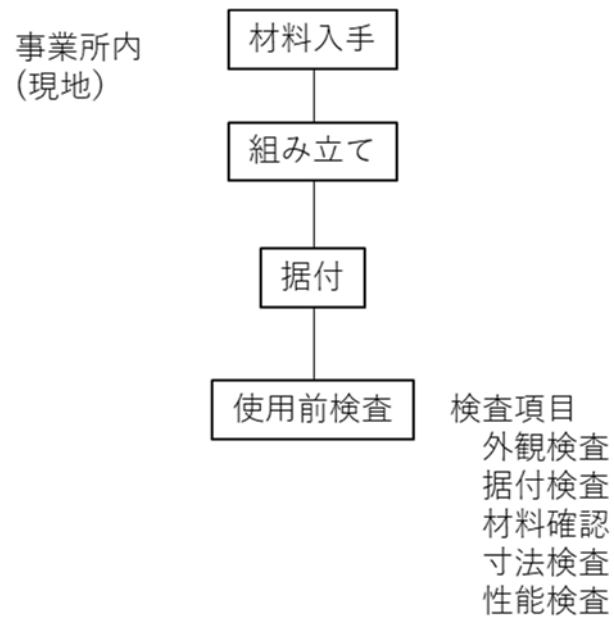 事業所内
(現地)
材料入手
組み立て
据付
使用前検査
検査項目
外観検査
据付検査
材料確認
寸法検査
性能検査